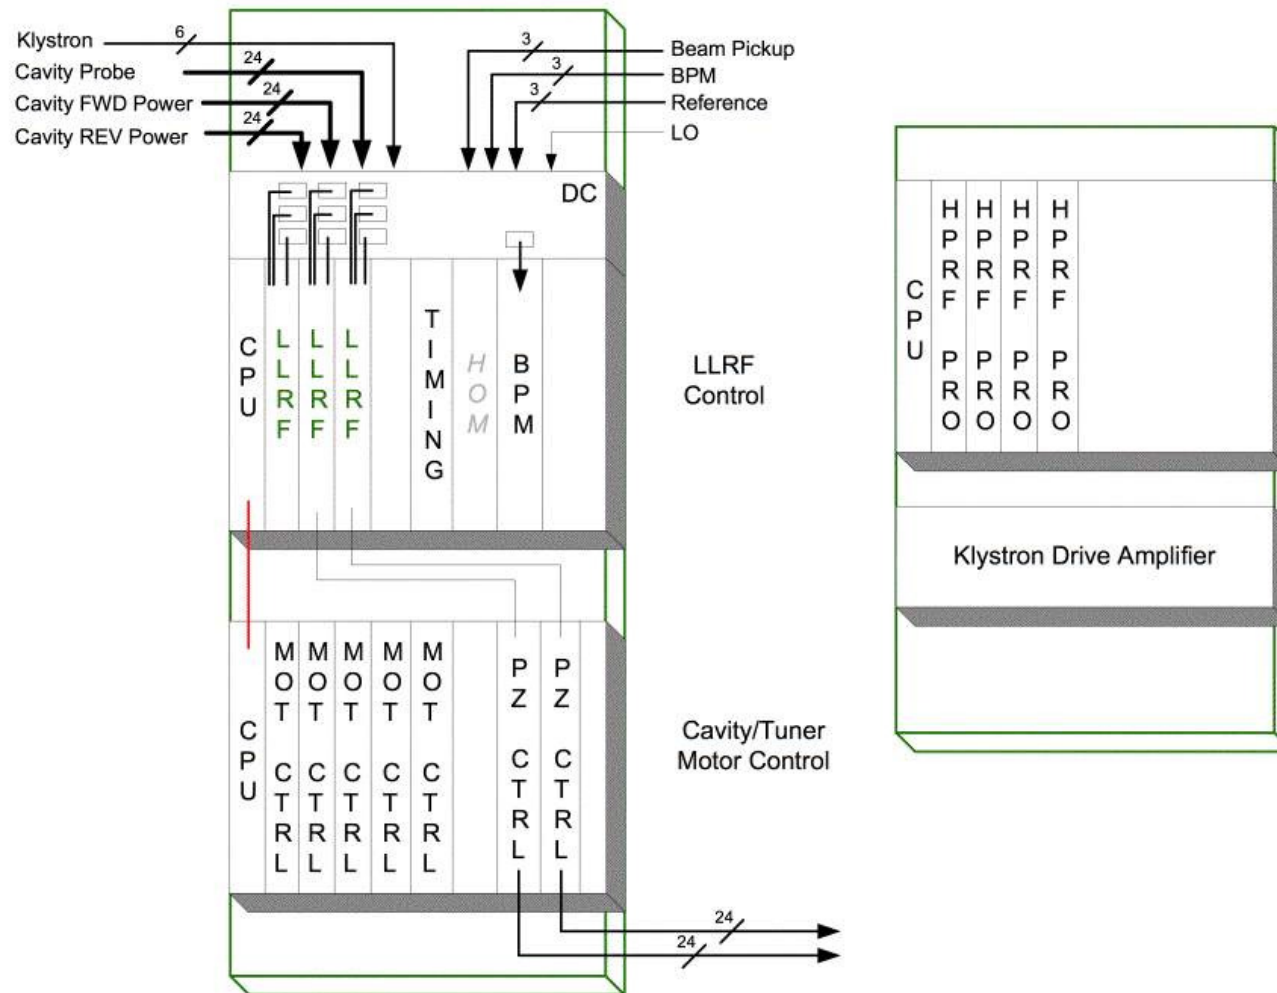 Klystron
6
Cavity Probe
24
Cavity FWD Power
24
Cavity REV Power
24
3
Beam Pickup
3
BPM
3
Reference
LO
DC
CPU
LLRF
LLRF
LLRF
TIMING
HOM
BPM
LLRF
Control
CPU
MOT CTRL
MOT CTRL
MOT CTRL
MOT CTRL
MOT CTRL
PZ CTRL
PZ CTRL
Cavity/Tuner
Motor Control
24
24
CPU
HPRF PRO
HPRF PRO
HPRF PRO
HPRF PRO
Klystron Drive Amplifier